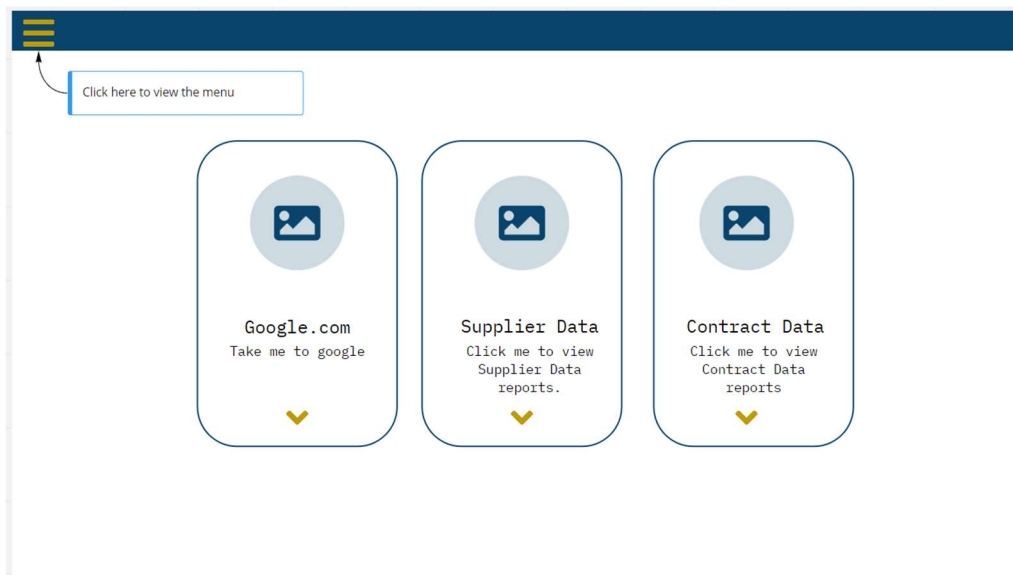 Click here to view the menu
Google.com
Take me to google
Supplier Data
Click me to view
Supplier Data
reports.
Contract Data
Click me to view
Contract Data
reports